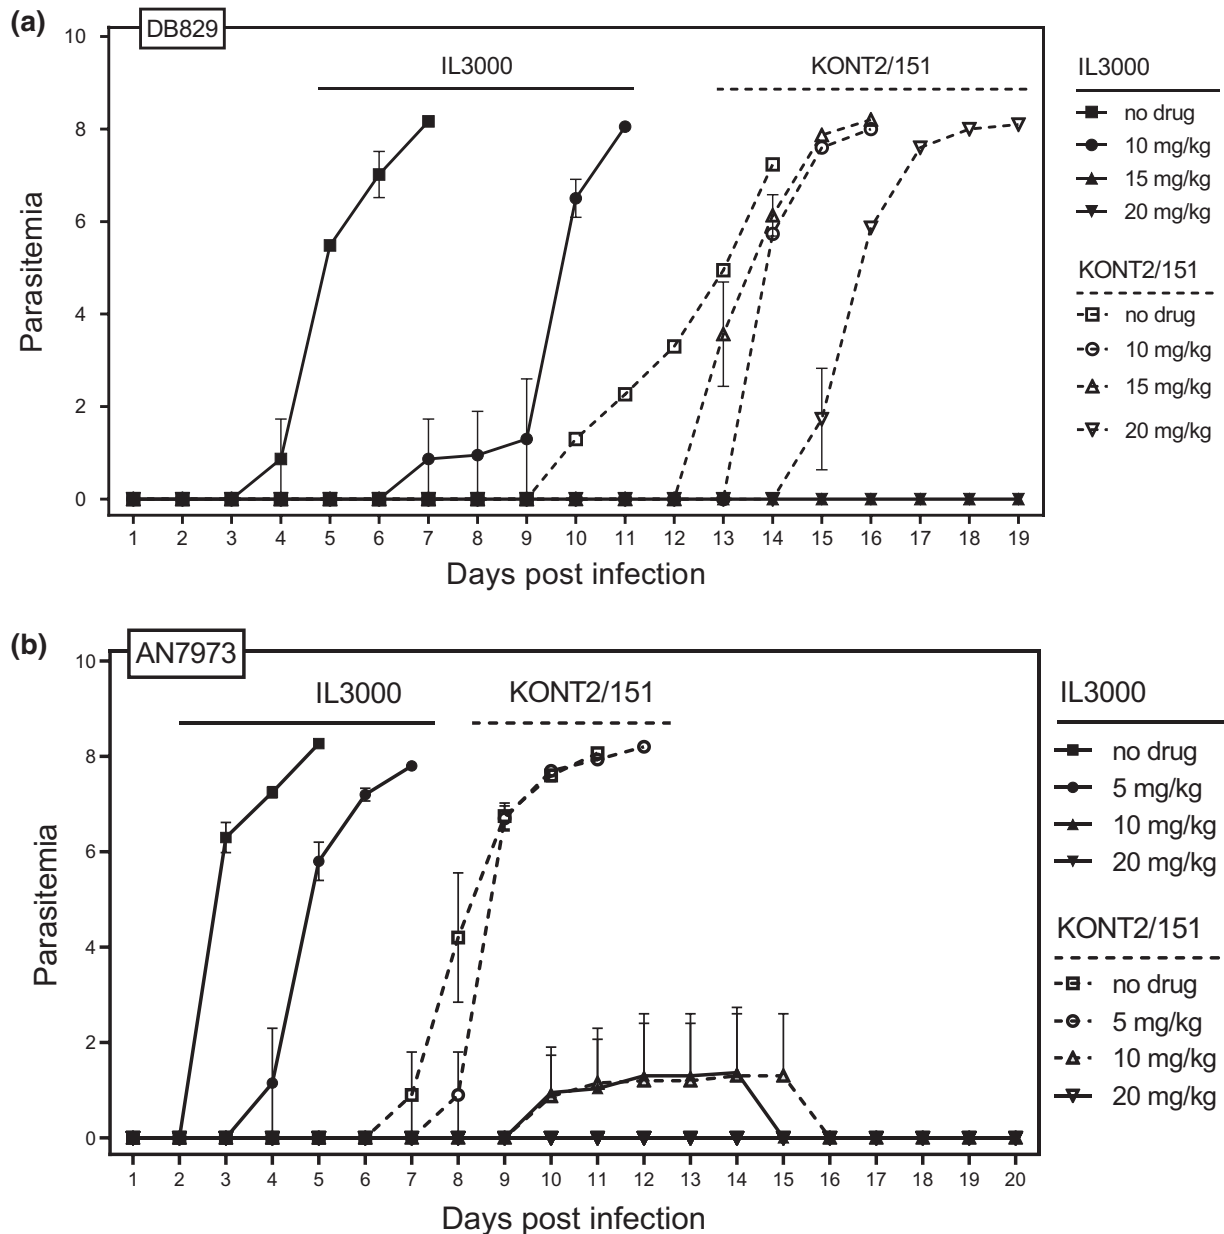 (a)
DB829
10
8
6
4
2
0
Parasitemia
IL3000
KONT2/151
1 2 3 4 5 6 7 8 9 10 11 12 13 14 15 16 17 18 19
Days post infection
IL3000
no drug
10 mg/kg
15 mg/kg
20 mg/kg
KONT2/151
no drug
10 mg/kg
15 mg/kg
20 mg/kg
(b)
AN7973
10
8
6
4
2
0
Parasitemia
IL3000
KONT2/151
1 2 3 4 5 6 7 8 9 10 11 12 13 14 15 16 17 18 19 20
Days post infection
IL3000
no drug
5 mg/kg
10 mg/kg
20 mg/kg
KONT2/151
no drug
5 mg/kg
10 mg/kg
20 mg/kg